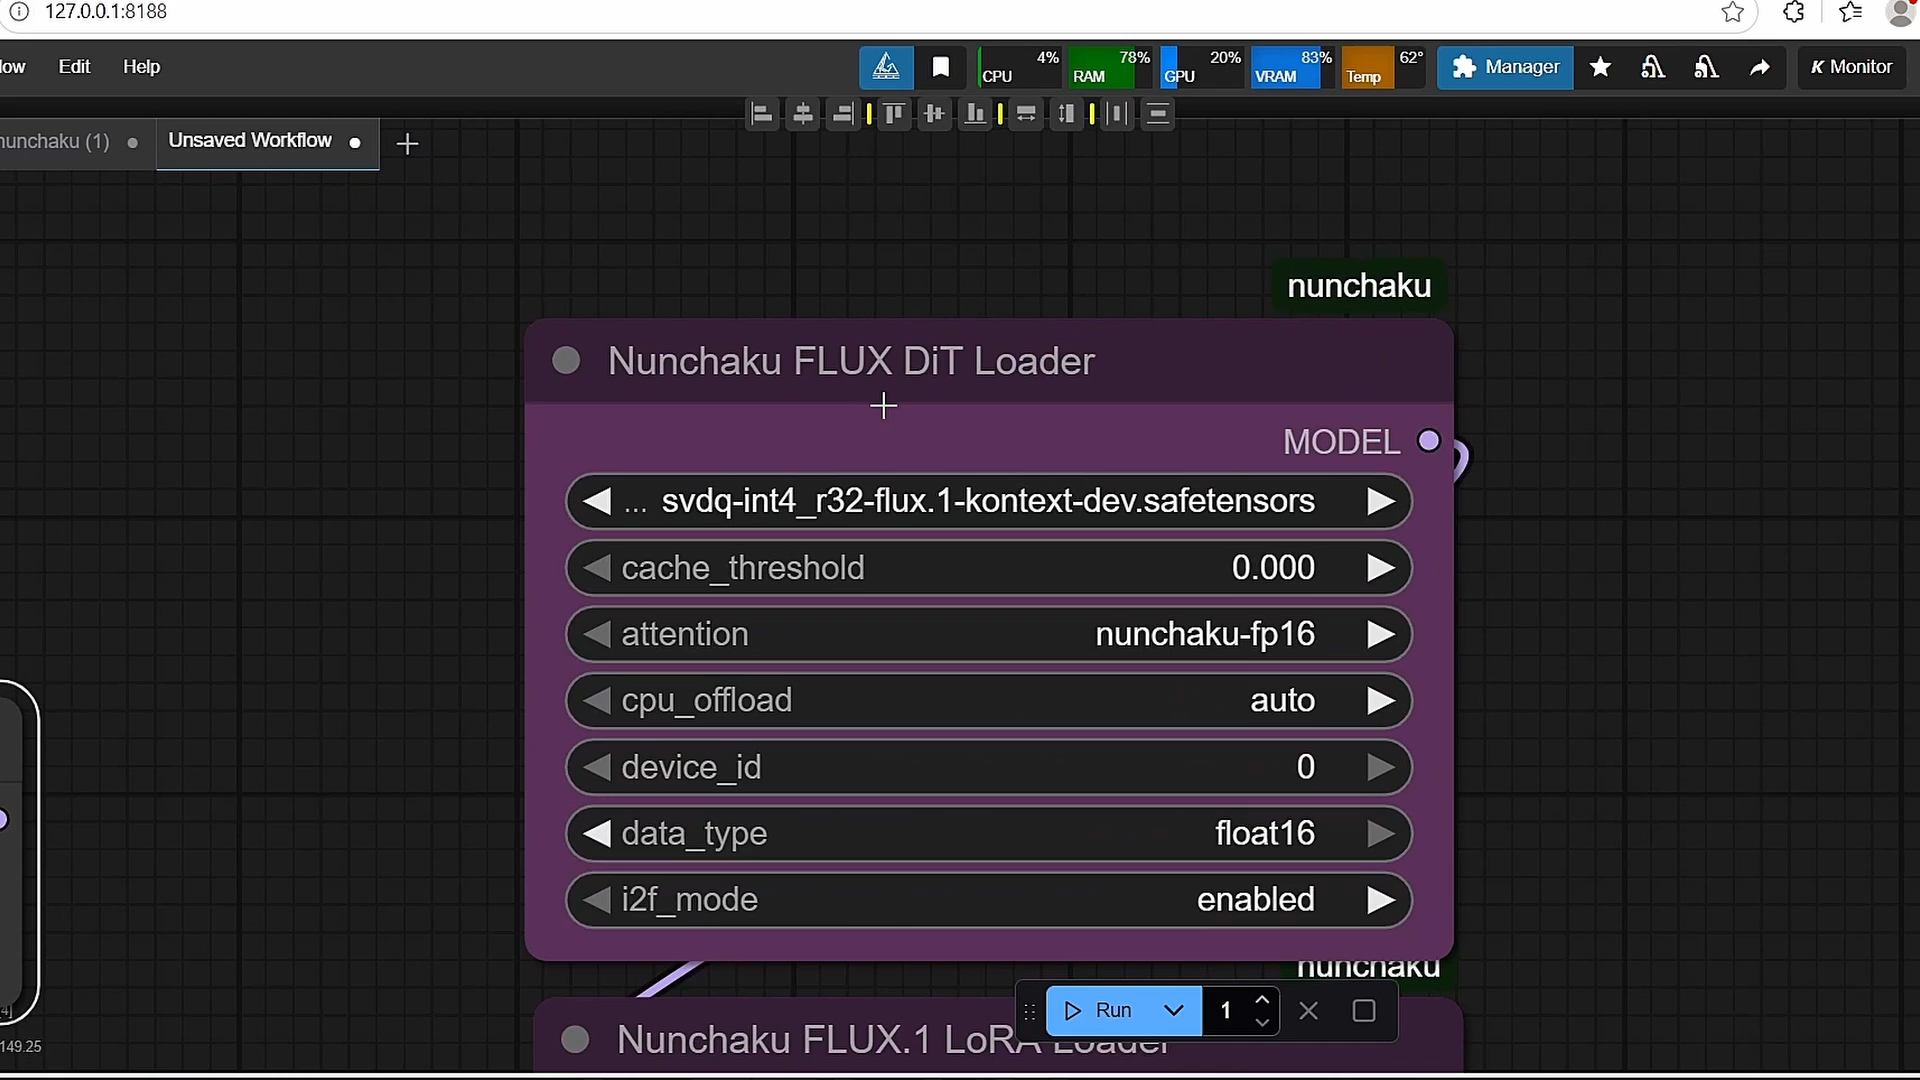 127.0.0.1:8188
Edit
Help
CPU 4%
RAM 78%
GPU 20%
VRAM 83%
Temp 62°
Manager
K Monitor
nunchaku (1)
Unsaved Workflow
nunchaku
Nunchaku FLUX DiT Loader
MODEL
... svdq-int4_r32-flux.1-kontext-dev.safetensors
cache_threshold 0.000
attention nunchaku-fp16
cpu_offload auto
device_id 0
data_type float16
i2f_mode enabled
nunchaku
Run 1
Nunchaku FLUX.1 LoRA Loader
149.25